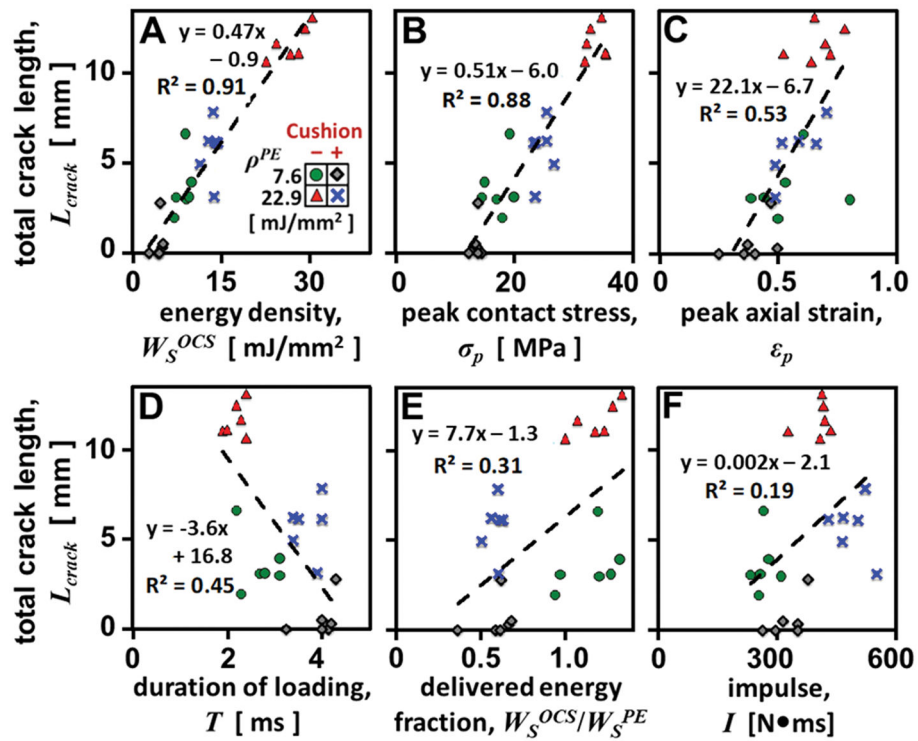 total crack length,
L_crack [ mm]
A
y = 0.47x
– 0.9
R² = 0.91
Cushion
– +
ρ^PE
7.6
22.9
[ mJ/mm²]
10
5
0
0 15 30
energy density,
W_S^OCS [ mJ/mm² ]
B
y = 0.51x – 6.0
R² = 0.88
0 20 40
peak contact stress,
σ_p [ MPa ]
C
y = 22.1x – 6.7
R² = 0.53
0 0.5 1.0
peak axial strain,
ε_p
total crack length,
L_crack [ mm]
D
y = -3.6x
+ 16.8
R² = 0.45
10
5
0
0 2 4
duration of loading,
T [ ms ]
E
y = 7.7x – 1.3
R² = 0.31
0 0.5 1.0
delivered energy
fraction, W_S^OCS/W_S^PE
F
y = 0.002x – 2.1
R² = 0.19
0 300 600
impulse,
I [N●ms]